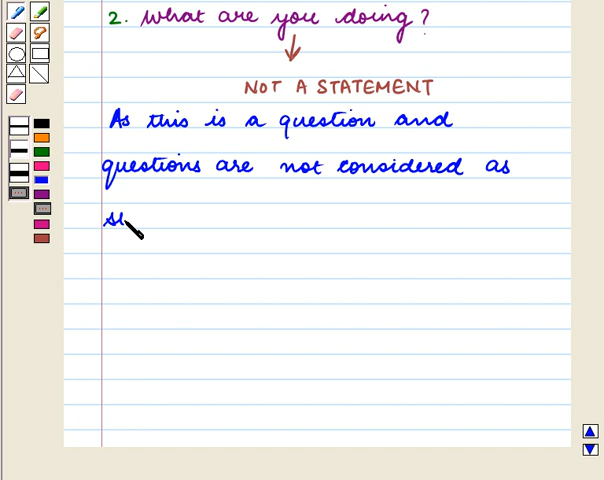 2. What are you doing?
NOT A STATEMENT
As this is a question and
questions are not considered as